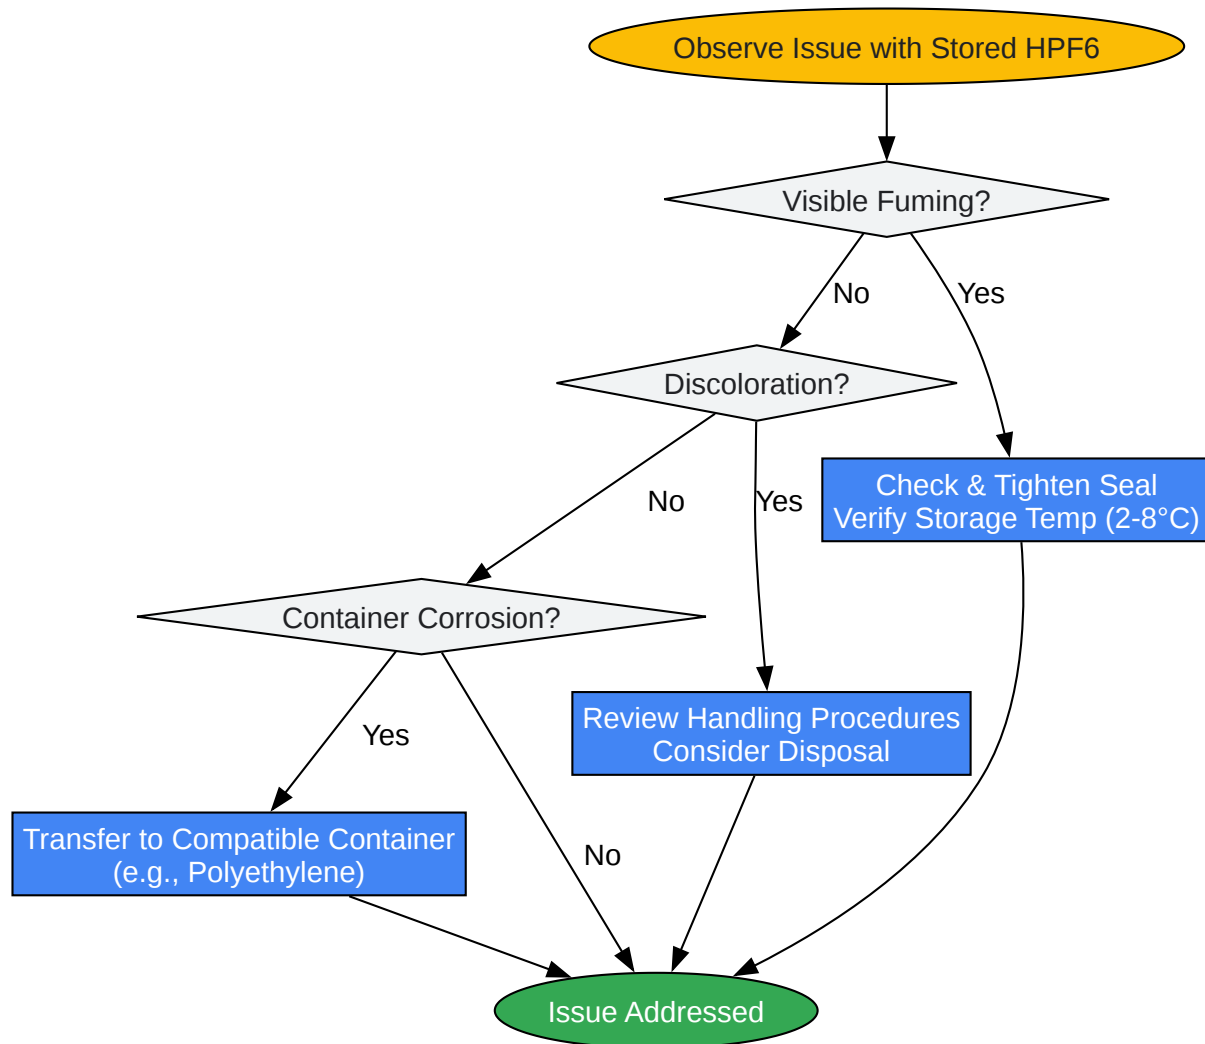 Observe Issue with Stored HPF6
Visible Fuming?
No
Yes
Discoloration?
Check & Tighten Seal
Verify Storage Temp (2-8°C)
No
Yes
Container Corrosion?
Review Handling Procedures
Consider Disposal
Yes
Transfer to Compatible Container
(e.g., Polyethylene)
No
Issue Addressed